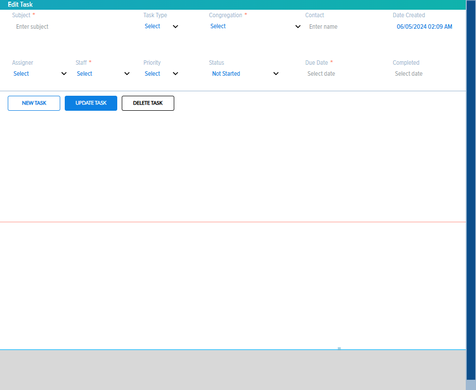 Edit Task
Subject * Task Type Congregation * Contact Date Created
Enter subject Select Select Enter name 06/05/2024 02:09 AM
Assigner Staff * Priority Status Due Date * Completed
Select Select Select Not Started Select date Select date
NEW TASK UPDATE TASK DELETE TASK